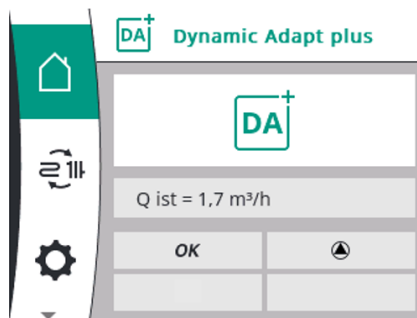 DA+ Dynamic Adapt plus
DA+
Q ist = 1,7 m³/h
OK